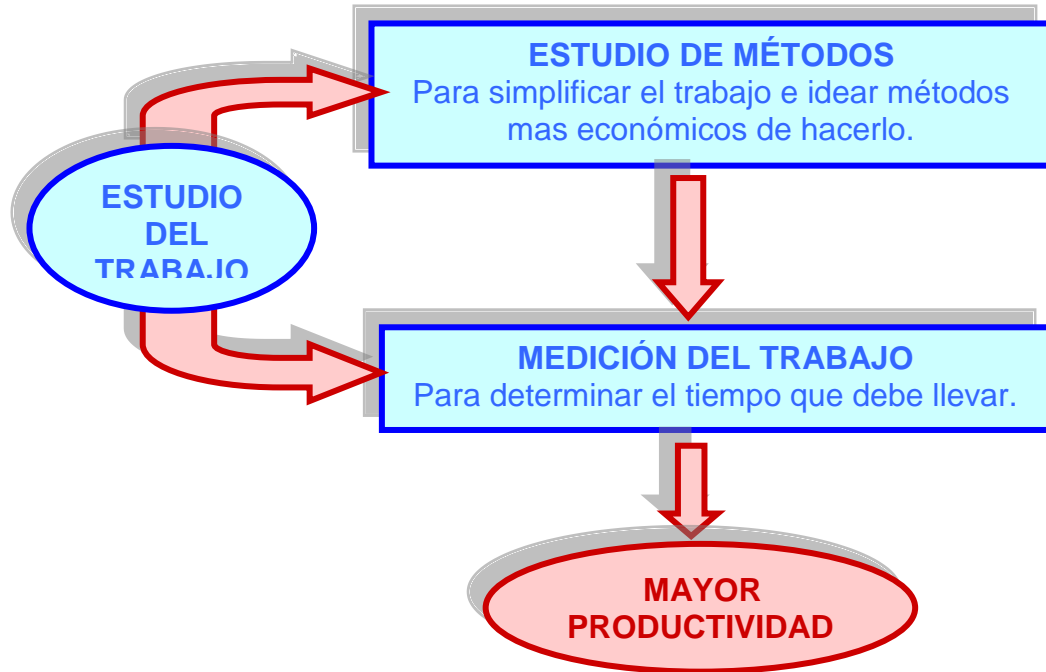 ESTUDIO DE MÉTODOS
Para simplificar el trabajo e idear métodos
mas económicos de hacerlo.
ESTUDIO
DEL
TRABAJO
MEDICIÓN DEL TRABAJO
Para determinar el tiempo que debe llevar.
MAYOR
PRODUCTIVIDAD